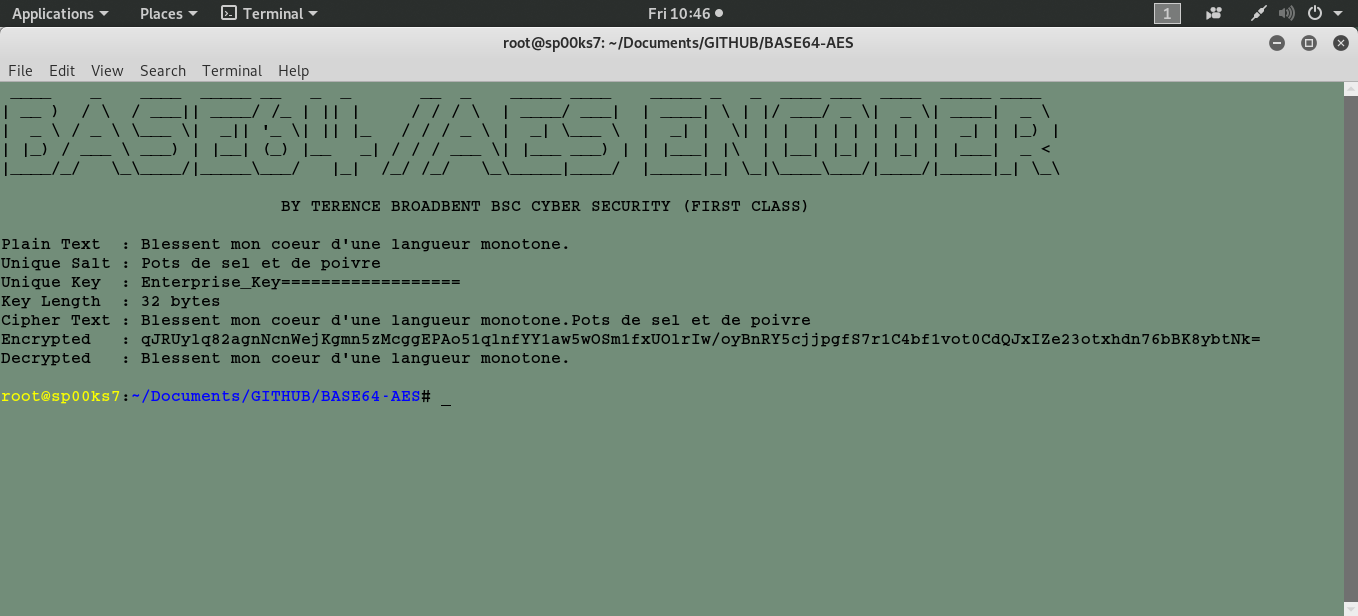 Applications Places Terminal Fri 10:46 1
root@sp00ks7: ~/Documents/GITHUB/BASE64-AES
File Edit View Search Terminal Help
BASE64/AES ENCODER
BY TERENCE BROADBENT BSC CYBER SECURITY (FIRST CLASS)
Plain Text  : Blessent mon coeur d'une langueur monotone.
Unique Salt : Pots de sel et de poivre
Unique Key  : Enterprise_Key==================
Key Length  : 32 bytes
Cipher Text : Blessent mon coeur d'une langueur monotone.Pots de sel et de poivre
Encrypted   : qJRUylq82agnNcnWejKgmn5zMcggEPAo51qlnfYY1aw5wOSm1fxUOlrIw/oyBnRY5cjjpgfS7r1C4bf1vot0CdQJxIZe23otxhdn76bBK8ybtNk=
Decrypted   : Blessent mon coeur d'une langueur monotone.
root@sp00ks7:~/Documents/GITHUB/BASE64-AES# _